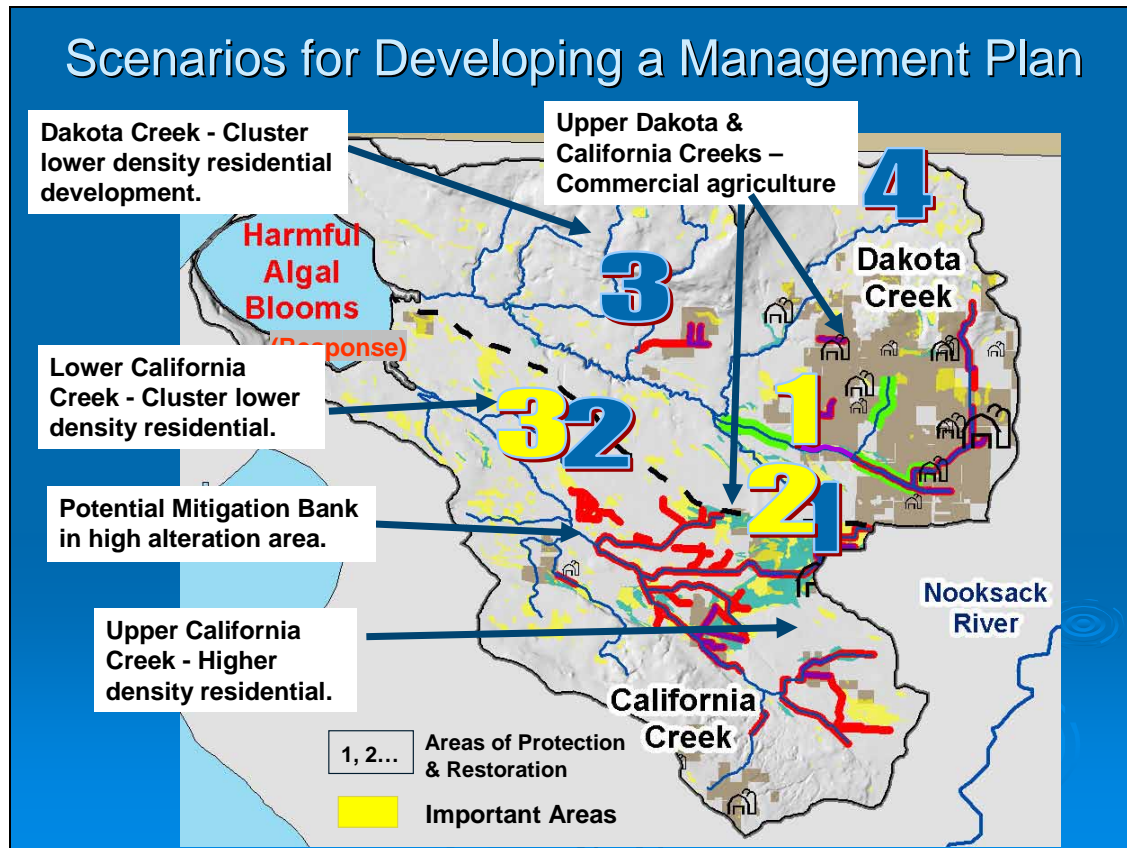 Scenarios for Developing a Management Plan
Dakota Creek - Cluster
lower density residential
development.
Upper Dakota &
California Creeks –
Commercial agriculture
4
Harmful
Algal
Blooms
(Response)
3
Dakota
Creek
Lower California
Creek - Cluster lower
density residential.
3
2
1
2
1
Potential Mitigation Bank
in high alteration area.
Nooksack
River
Upper California
Creek - Higher
density residential.
California
Creek
1, 2...
Areas of Protection
& Restoration
Important Areas